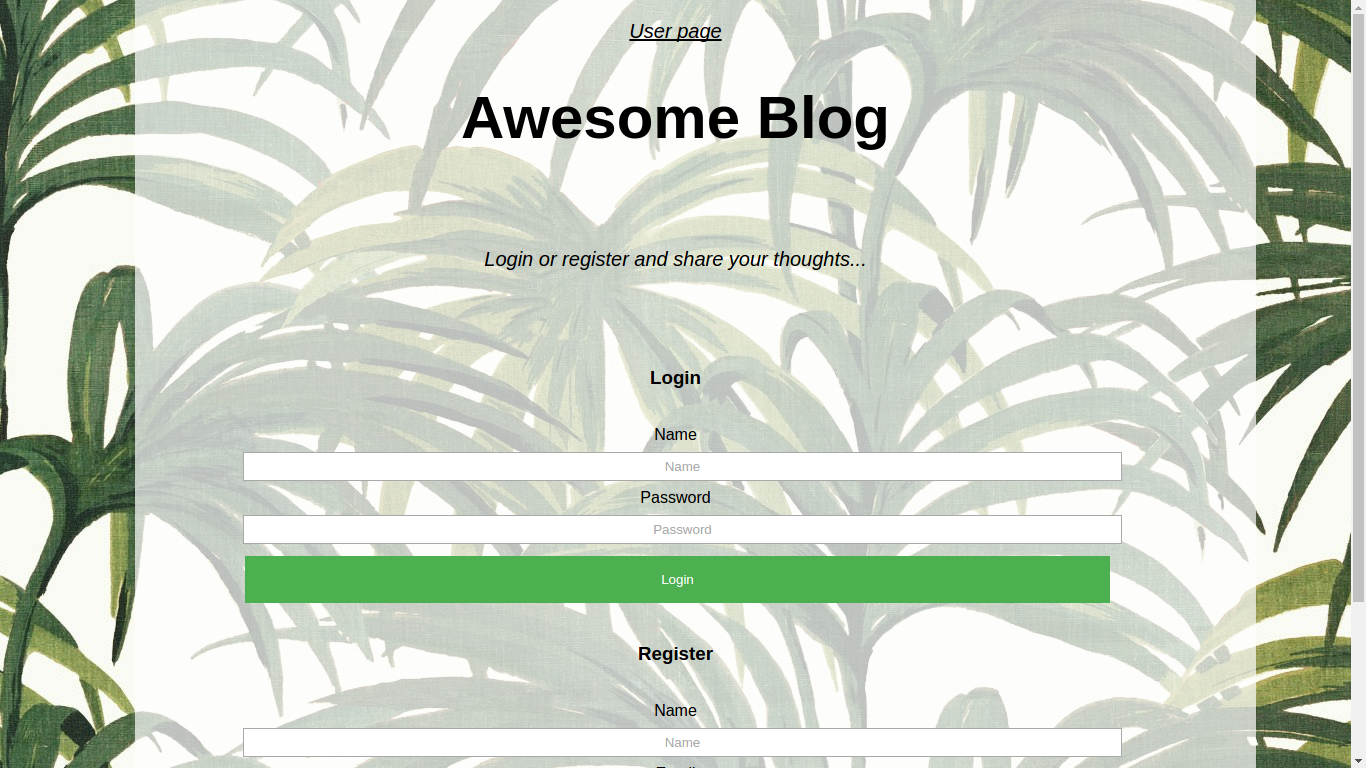 User page
Awesome Blog
Login or register and share your thoughts...
Login
Name
Name
Password
Password
Login
Register
Name
Name